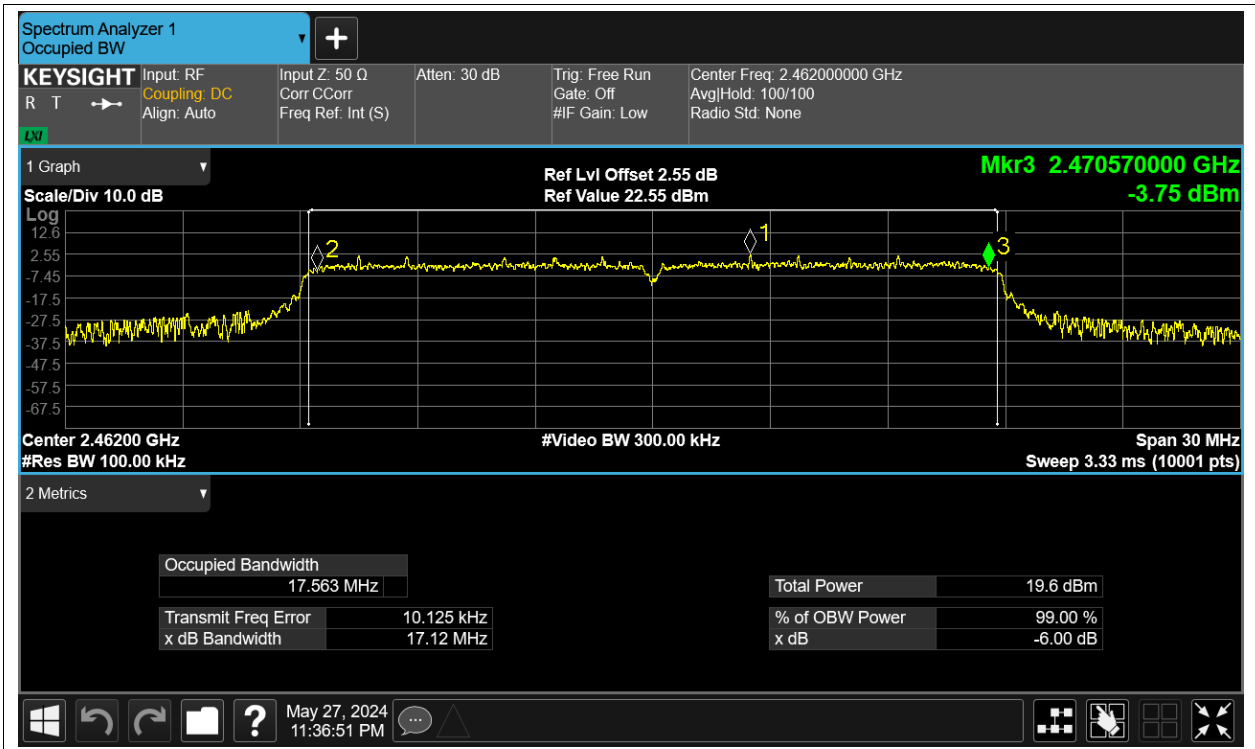 Spectrum Analyzer 1
Occupied BW
KEYSIGHT
R T
LXI
Input: RF
Coupling: DC
Align: Auto
Input Z: 50 Ω
Corr CCorr
Freq Ref: Int (S)
Atten: 30 dB
Trig: Free Run
Gate: Off
#IF Gain: Low
Center Freq: 2.462000000 GHz
Avg|Hold: 100/100
Radio Std: None
1 Graph
Scale/Div 10.0 dB
Ref Lvl Offset 2.55 dB
Ref Value 22.55 dBm
Mkr3 2.470570000 GHz
-3.75 dBm
Log
12.6
2.55
-7.45
-17.5
-27.5
-37.5
-47.5
-57.5
-67.5
2
1
3
Center 2.46200 GHz
#Video BW 300.00 kHz
Span 30 MHz
#Res BW 100.00 kHz
Sweep 3.33 ms (10001 pts)
2 Metrics
Occupied Bandwidth
17.563 MHz
Total Power 19.6 dBm
Transmit Freq Error 10.125 kHz
% of OBW Power 99.00 %
x dB Bandwidth 17.12 MHz
x dB -6.00 dB
?
May 27, 2024
11:36:51 PM